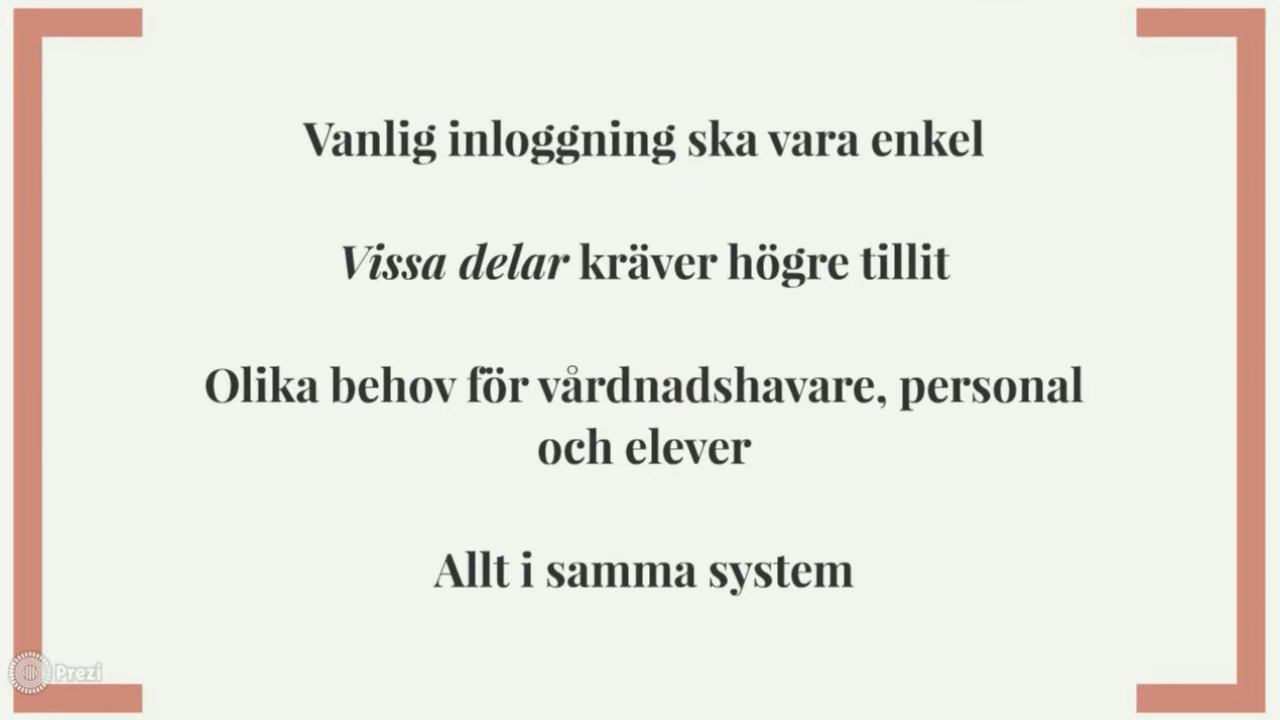 Vanlig inloggning ska vara enkel
Vissa delar kräver högre tillit
Olika behov för vårdnadshavare, personal
och elever
Allt i samma system
Prezi